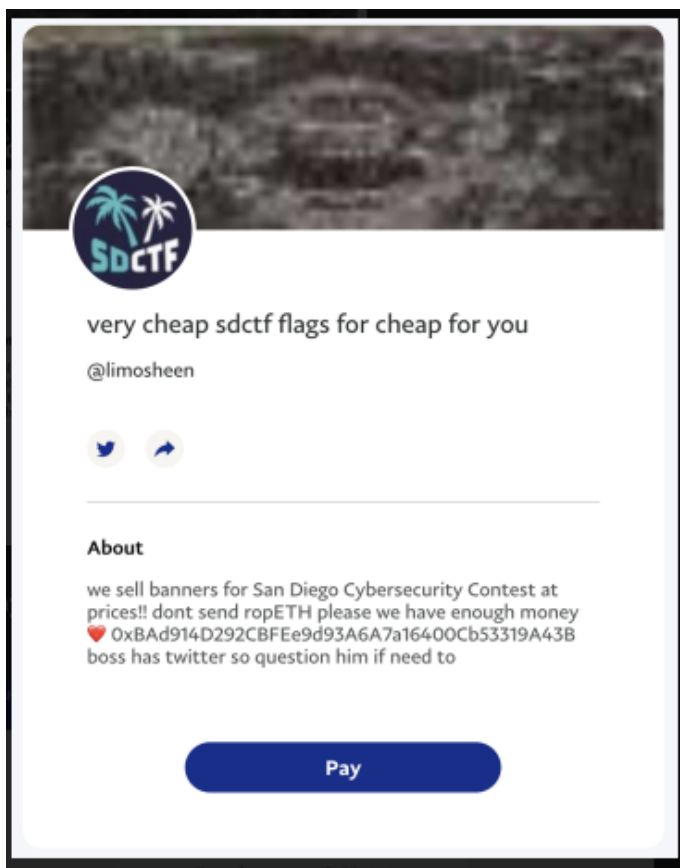 SDCTF
very cheap sdctf flags for cheap for you
@limosheen
About
we sell banners for San Diego Cybersecurity Contest at
prices!! dont send ropETH please we have enough money
❤️ 0xBAd914D292CBFEe9d93A6A7a16400Cb53319A43B
boss has twitter so question him if need to
Pay